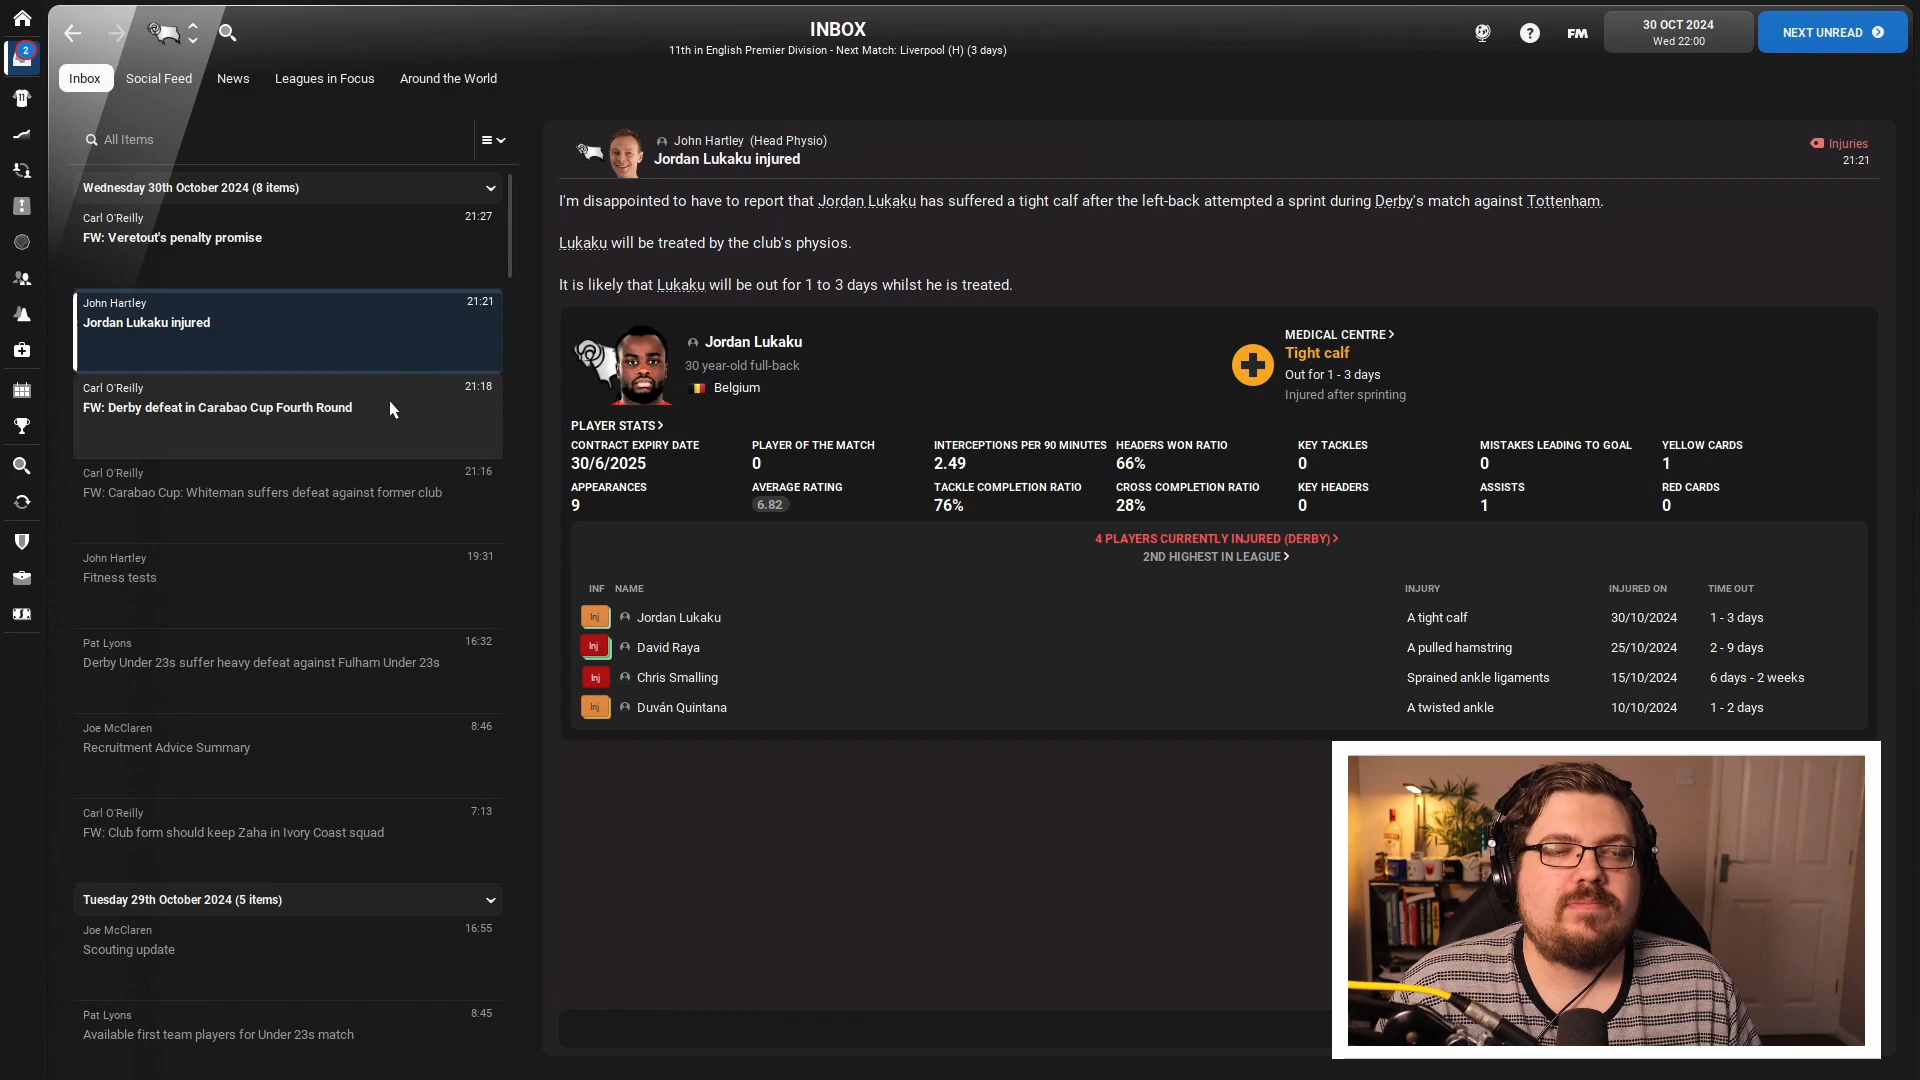 INBOX
11th in English Premier Division - Next Match: Liverpool (H) (3 days)
2
?
FM
30 OCT 2024
Wed 22:00
NEXT UNREAD
Inbox
Social Feed
News
Leagues in Focus
Around the World
All Items
Wednesday 30th October 2024 (8 items)
Carl O'Reilly
21:27
FW: Veretout's penalty promise
John Hartley
21:21
Jordan Lukaku injured
Carl O'Reilly
21:18
FW: Derby defeat in Carabao Cup Fourth Round
Carl O'Reilly
21:16
FW: Carabao Cup: Whiteman suffers defeat against former club
John Hartley
19:31
Fitness tests
Pat Lyons
16:32
Derby Under 23s suffer heavy defeat against Fulham Under 23s
Joe McClaren
8:46
Recruitment Advice Summary
Carl O'Reilly
7:13
FW: Club form should keep Zaha in Ivory Coast squad
Tuesday 29th October 2024 (5 items)
Joe McClaren
16:55
Scouting update
Pat Lyons
8:45
Available first team players for Under 23s match
John Hartley (Head Physio)
Jordan Lukaku injured
Injuries
21:21
I'm disappointed to have to report that Jordan Lukaku has suffered a tight calf after the left-back attempted a sprint during Derby's match against Tottenham.
Lukaku will be treated by the club's physios.
It is likely that Lukaku will be out for 1 to 3 days whilst he is treated.
Jordan Lukaku
30 year-old full-back
Belgium
MEDICAL CENTRE
Tight calf
Out for 1 - 3 days
Injured after sprinting
PLAYER STATS
CONTRACT EXPIRY DATE PLAYER OF THE MATCH INTERCEPTIONS PER 90 MINUTES HEADERS WON RATIO KEY TACKLES MISTAKES LEADING TO GOAL YELLOW CARDS
30/6/2025 0 2.49 66% 0 0 1
APPEARANCES AVERAGE RATING TACKLE COMPLETION RATIO CROSS COMPLETION RATIO KEY HEADERS ASSISTS RED CARDS
9 6.82 76% 28% 0 1 0
4 PLAYERS CURRENTLY INJURED (DERBY)
2ND HIGHEST IN LEAGUE
INF NAME INJURY INJURED ON TIME OUT
Inj Jordan Lukaku A tight calf 30/10/2024 1 - 3 days
Inj David Raya A pulled hamstring 25/10/2024 2 - 9 days
Inj Chris Smalling Sprained ankle ligaments 15/10/2024 6 days - 2 weeks
Inj Duván Quintana A twisted ankle 10/10/2024 1 - 2 days